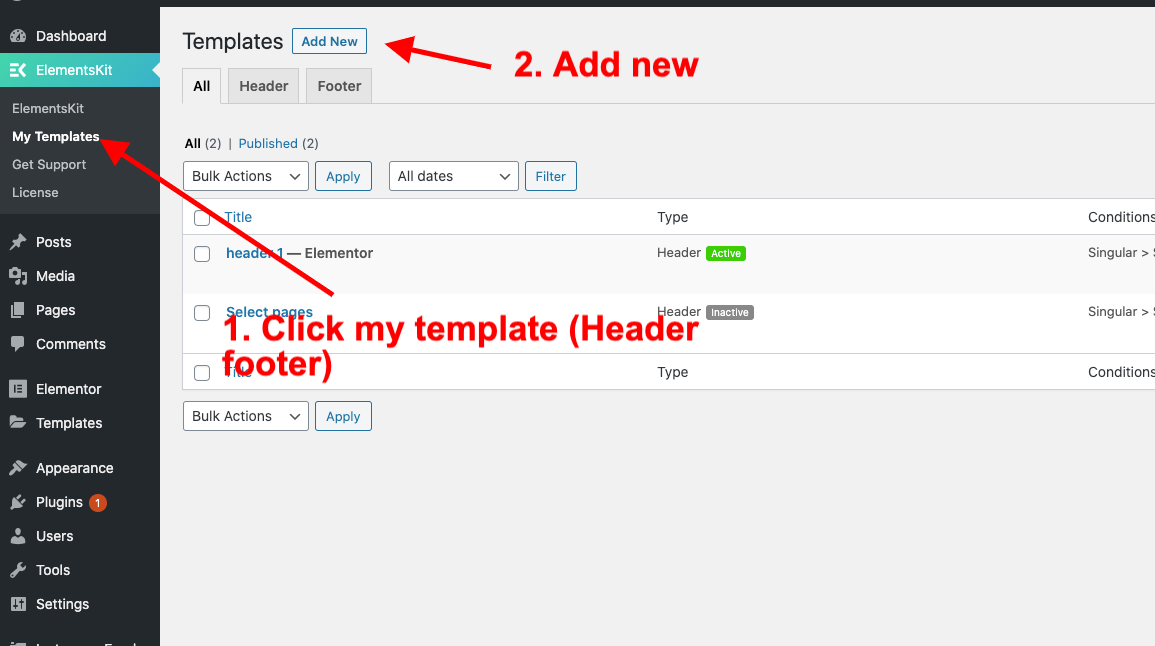 Dashboard
ElementsKit
ElementsKit
My Templates
Get Support
License
Posts
Media
Pages
Comments
Elementor
Templates
Appearance
Plugins 1
Users
Tools
Settings
Templates Add New
2. Add new
All Header Footer
All (2) | Published (2)
Bulk Actions Apply All dates Filter
Title Type Conditions
header 1 — Elementor Header Active Singular >
Select pages Header Inactive Singular >
1. Click my template (Header
footer)
Title Type Conditions
Bulk Actions Apply